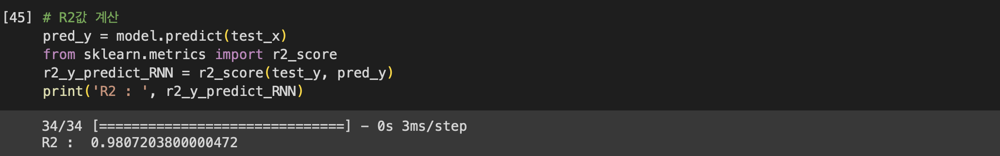 [45] # R2값 계산
pred_y = model.predict(test_x)
from sklearn.metrics import r2_score
r2_y_predict_RNN = r2_score(test_y, pred_y)
print('R2 : ', r2_y_predict_RNN)
34/34 [==============================] - 0s 3ms/step
R2 :  0.9807203800000472